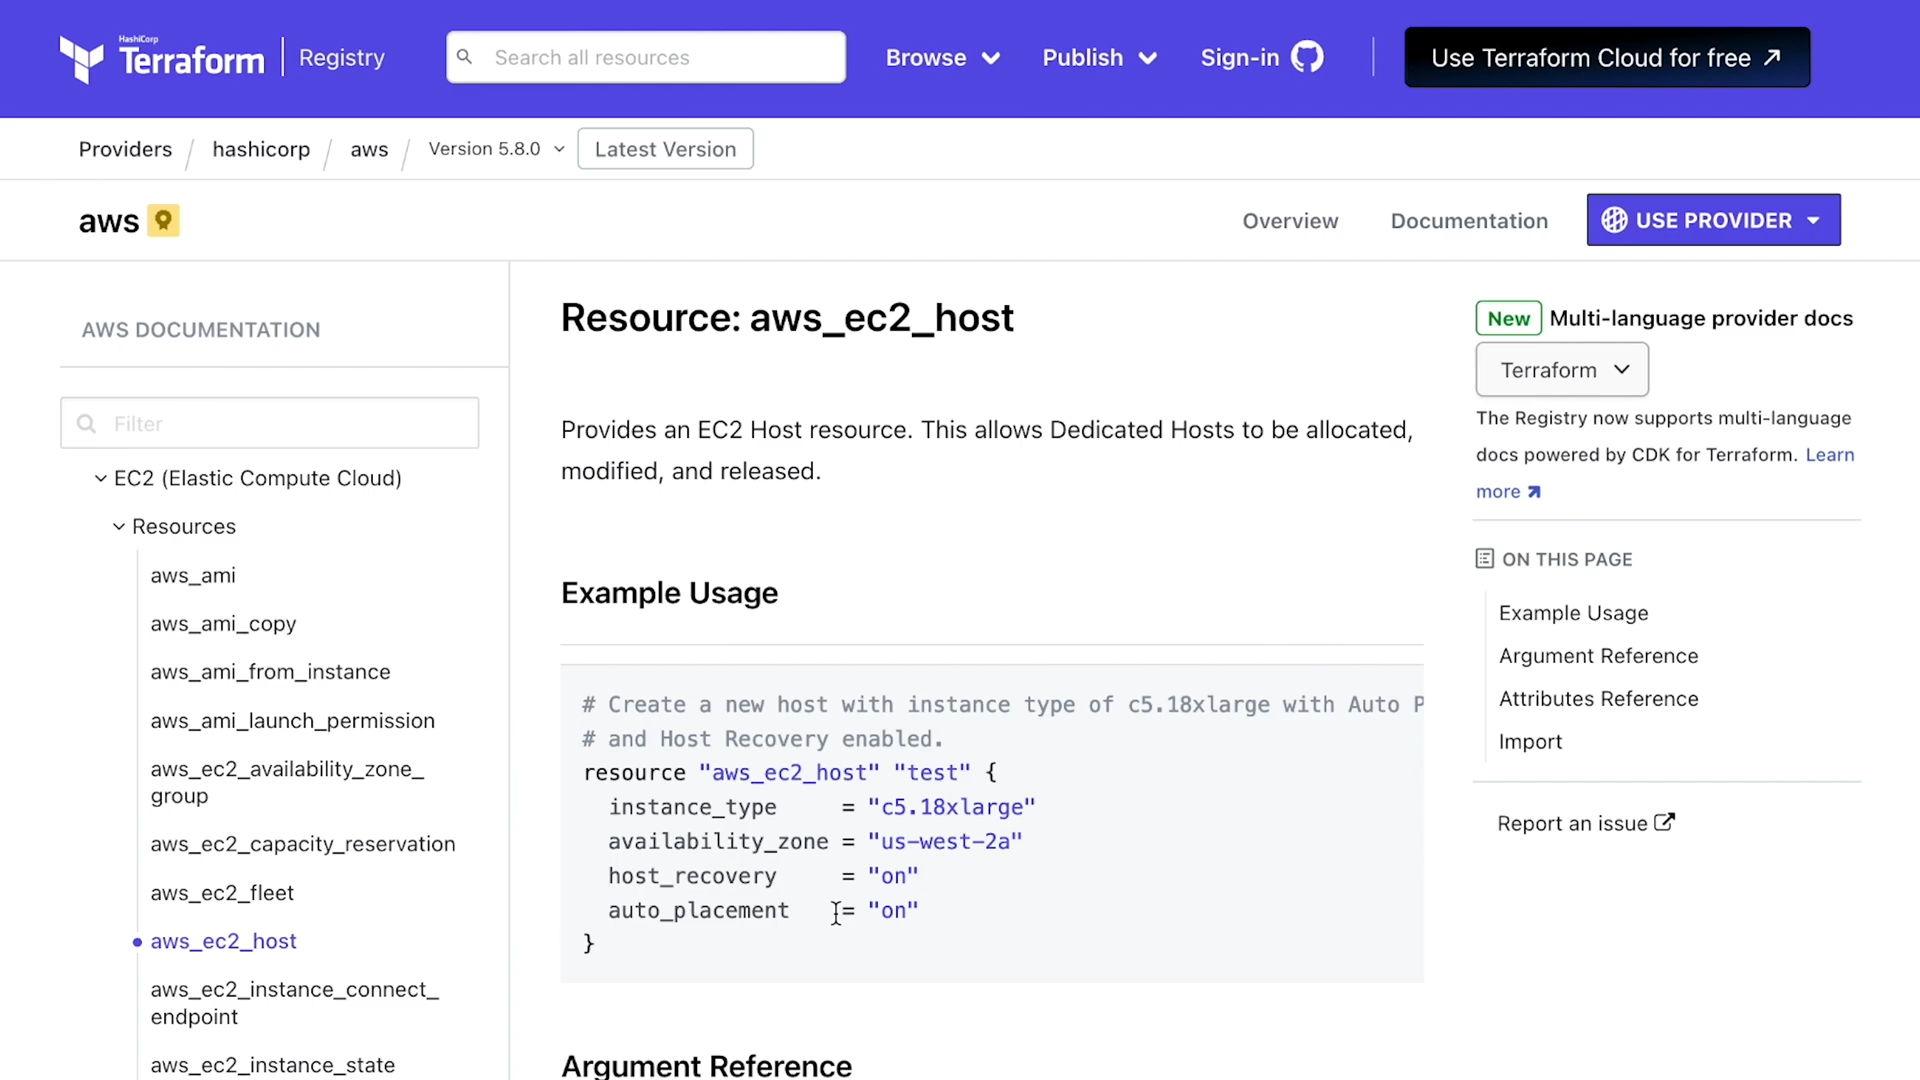 HashiCorp
Terraform | Registry
Search all resources
Browse
Publish
Sign-in
Use Terraform Cloud for free
Providers / hashicorp / aws / Version 5.8.0
Latest Version
aws
Overview
Documentation
USE PROVIDER
AWS DOCUMENTATION
Filter
EC2 (Elastic Compute Cloud)
Resources
aws_ami
aws_ami_copy
aws_ami_from_instance
aws_ami_launch_permission
aws_ec2_availability_zone_
group
aws_ec2_capacity_reservation
aws_ec2_fleet
aws_ec2_host
aws_ec2_instance_connect_
endpoint
aws_ec2_instance_state
Resource: aws_ec2_host
Provides an EC2 Host resource. This allows Dedicated Hosts to be allocated,
modified, and released.
Example Usage
# Create a new host with instance type of c5.18xlarge with Auto P
# and Host Recovery enabled.
resource "aws_ec2_host" "test" {
  instance_type     = "c5.18xlarge"
  availability_zone = "us-west-2a"
  host_recovery     = "on"
  auto_placement    = "on"
}
Argument Reference
New Multi-language provider docs
Terraform
The Registry now supports multi-language
docs powered by CDK for Terraform. Learn
more
ON THIS PAGE
Example Usage
Argument Reference
Attributes Reference
Import
Report an issue